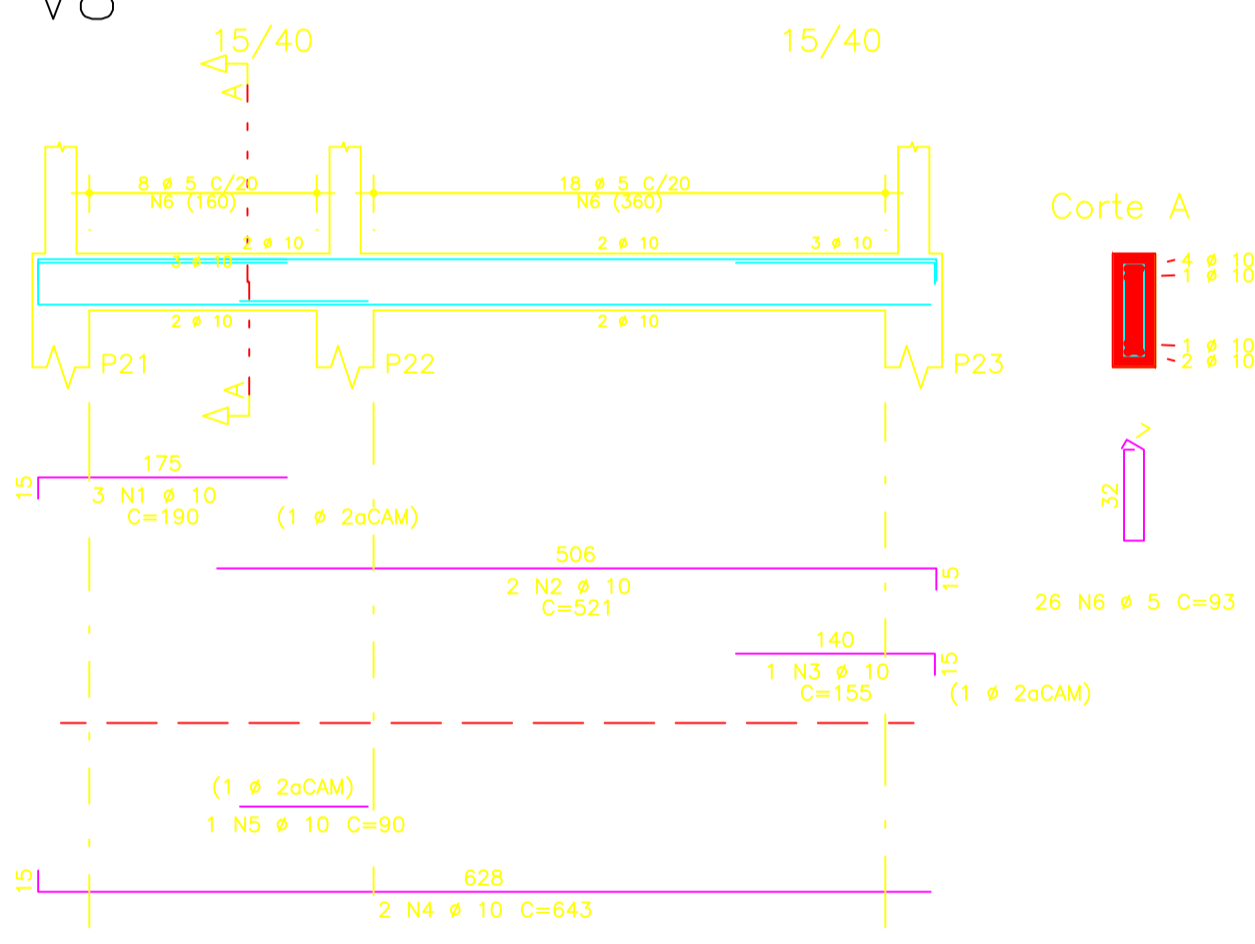 15/40
15/40
A
8 ø 5 C/20
N6 (160)
18 ø 5 C/20
N6 (360)
Corte A
2 ø 10
2 ø 10
3 ø 10
3 ø 10
4 ø 10
1 ø 10
2 ø 10
2 ø 10
1 ø 10
2 ø 10
P21
P22
P23
A
175
15
3 N1 ø 10
C=190
(1 ø 2aCAM)
32
506
2 N2 ø 10
C=521
15
26 N6 ø 5 C=93
140
1 N3 ø 10
C=155
15
(1 ø 2aCAM)
(1 ø 2aCAM)
1 N5 ø 10 C=90
15
628
2 N4 ø 10 C=643